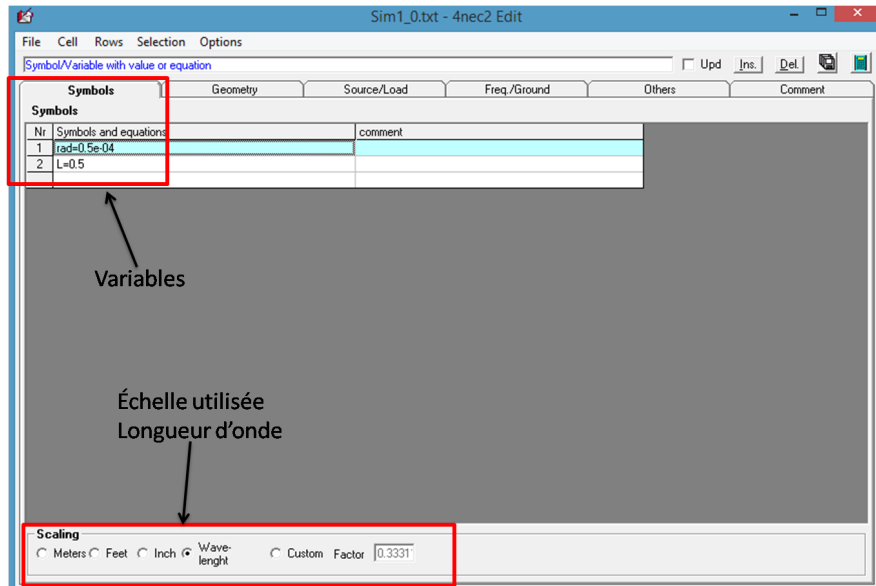 Sim1_0.txt - 4nec2 Edit
File Cell Rows Selection Options
Symbol/Variable with value or equation
Upd Ins. Del.
Symbols Geometry Source/Load Freq./Ground Others Comment
Symbols
Nr Symbols and equations comment
1 rad=0.5e-04
2 L=0.5
Variables
Échelle utilisée
Longueur d'onde
Scaling
Meters Feet Inch Wave-
lenght Custom Factor 0.3331